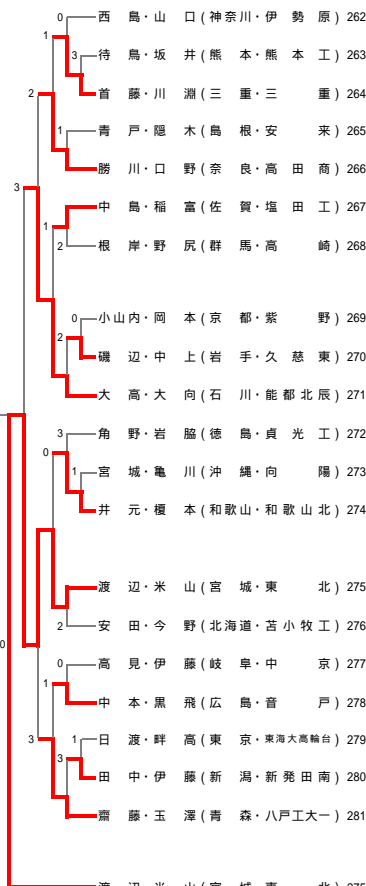 0 西島・山口(神奈川・伊勢原) 262
1
3 待鳥・坂井(熊本・熊本工) 263
2 首藤・川淵(三重・三重) 264
1 青戸・隠木(島根・安来) 265
勝川・口野(奈良・高田商) 266
3
中島・稲富(佐賀・塩田工) 267
1
2 根岸・野尻(群馬・高崎) 268
0 小山内・岡本(京都・紫野) 269
2 磯辺・中上(岩手・久慈東) 270
大高・大向(石川・能都北辰) 271
3 角野・岩脇(徳島・貞光工) 272
0
1 宮城・亀川(沖縄・向陽) 273
井元・榎本(和歌山・和歌山北) 274
渡辺・米山(宮城・東北) 275
2 安田・今野(北海道・苫小牧工) 276
0
0 高見・伊藤(岐阜・中京) 277
1
中本・黒飛(広島・音戸) 278
3
1 日渡・畔高(東京・東海大高輪台) 279
3
田中・伊藤(新潟・新発田南) 280
齋藤・玉澤(青森・八戸工大一) 281